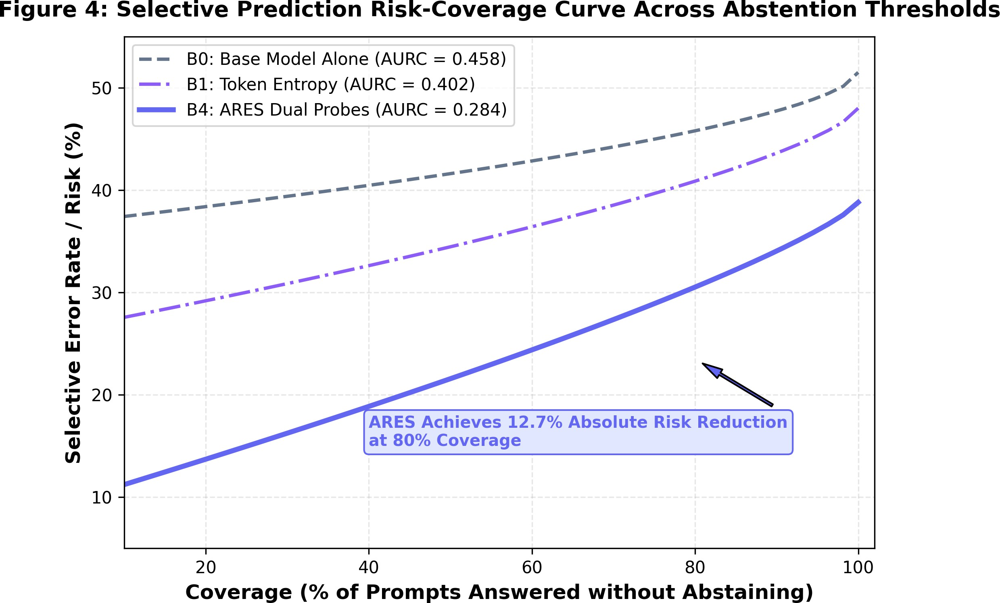 Figure 4: Selective Prediction Risk-Coverage Curve Across Abstention Thresholds
B0: Base Model Alone (AURC = 0.458)
B1: Token Entropy (AURC = 0.402)
B4: ARES Dual Probes (AURC = 0.284)
Selective Error Rate / Risk (%)
50
40
30
20
10
ARES Achieves 12.7% Absolute Risk Reduction
at 80% Coverage
20 40 60 80 100
Coverage (% of Prompts Answered without Abstaining)